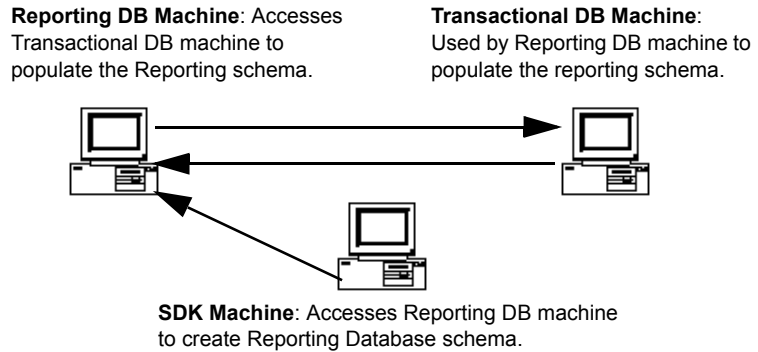 Reporting DB Machine: Accesses
Transactional DB machine to
populate the Reporting schema.
Transactional DB Machine:
Used by Reporting DB machine to
populate the reporting schema.
SDK Machine: Accesses Reporting DB machine
to create Reporting Database schema.